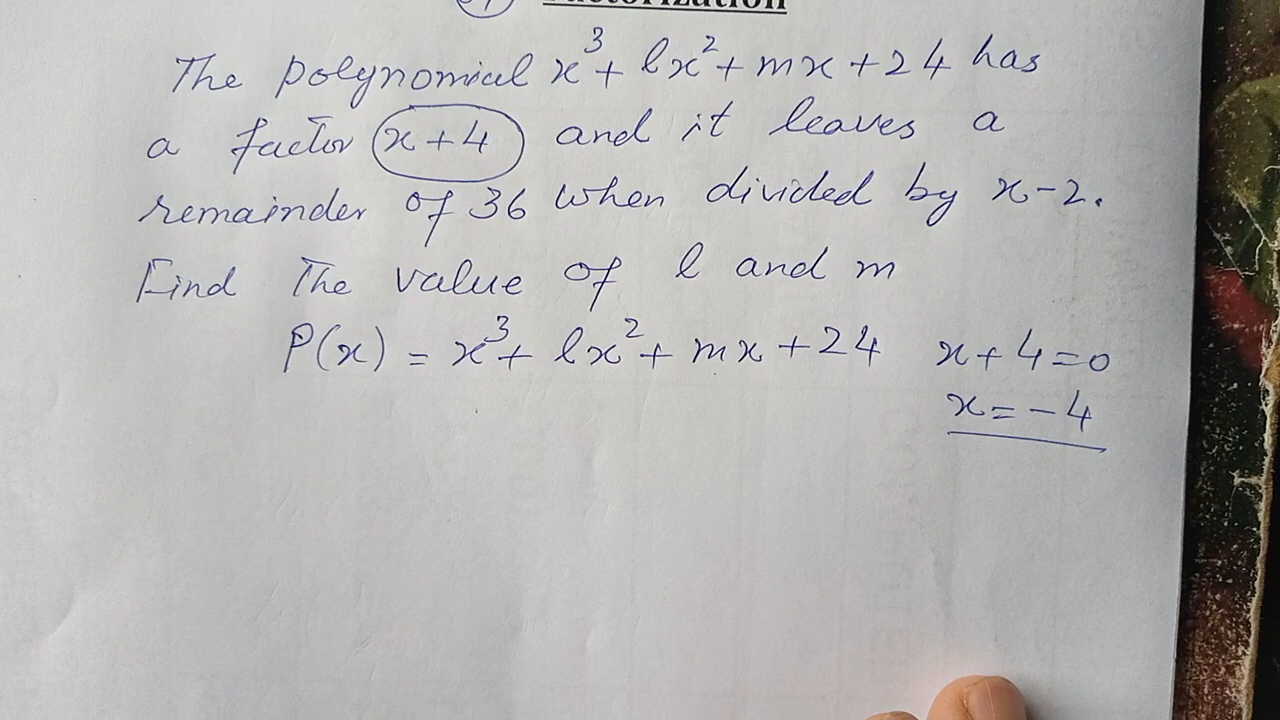 The polynomial x³ + lx² + mx + 24 has
a factor x + 4 and it leaves a
remainder of 36 when divided by x - 2.
Find The value of l and m
P(x) = x³ + lx² + mx + 24 x + 4 = 0
x = - 4